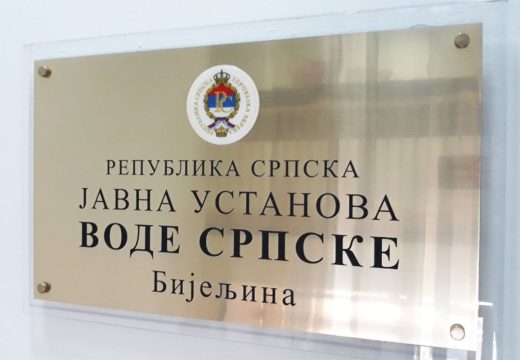 РЕПУБЛИКА СРПСКА
ЈАВНА УСТАНОВА
ВОДЕ СРПСКЕ
Бијељина